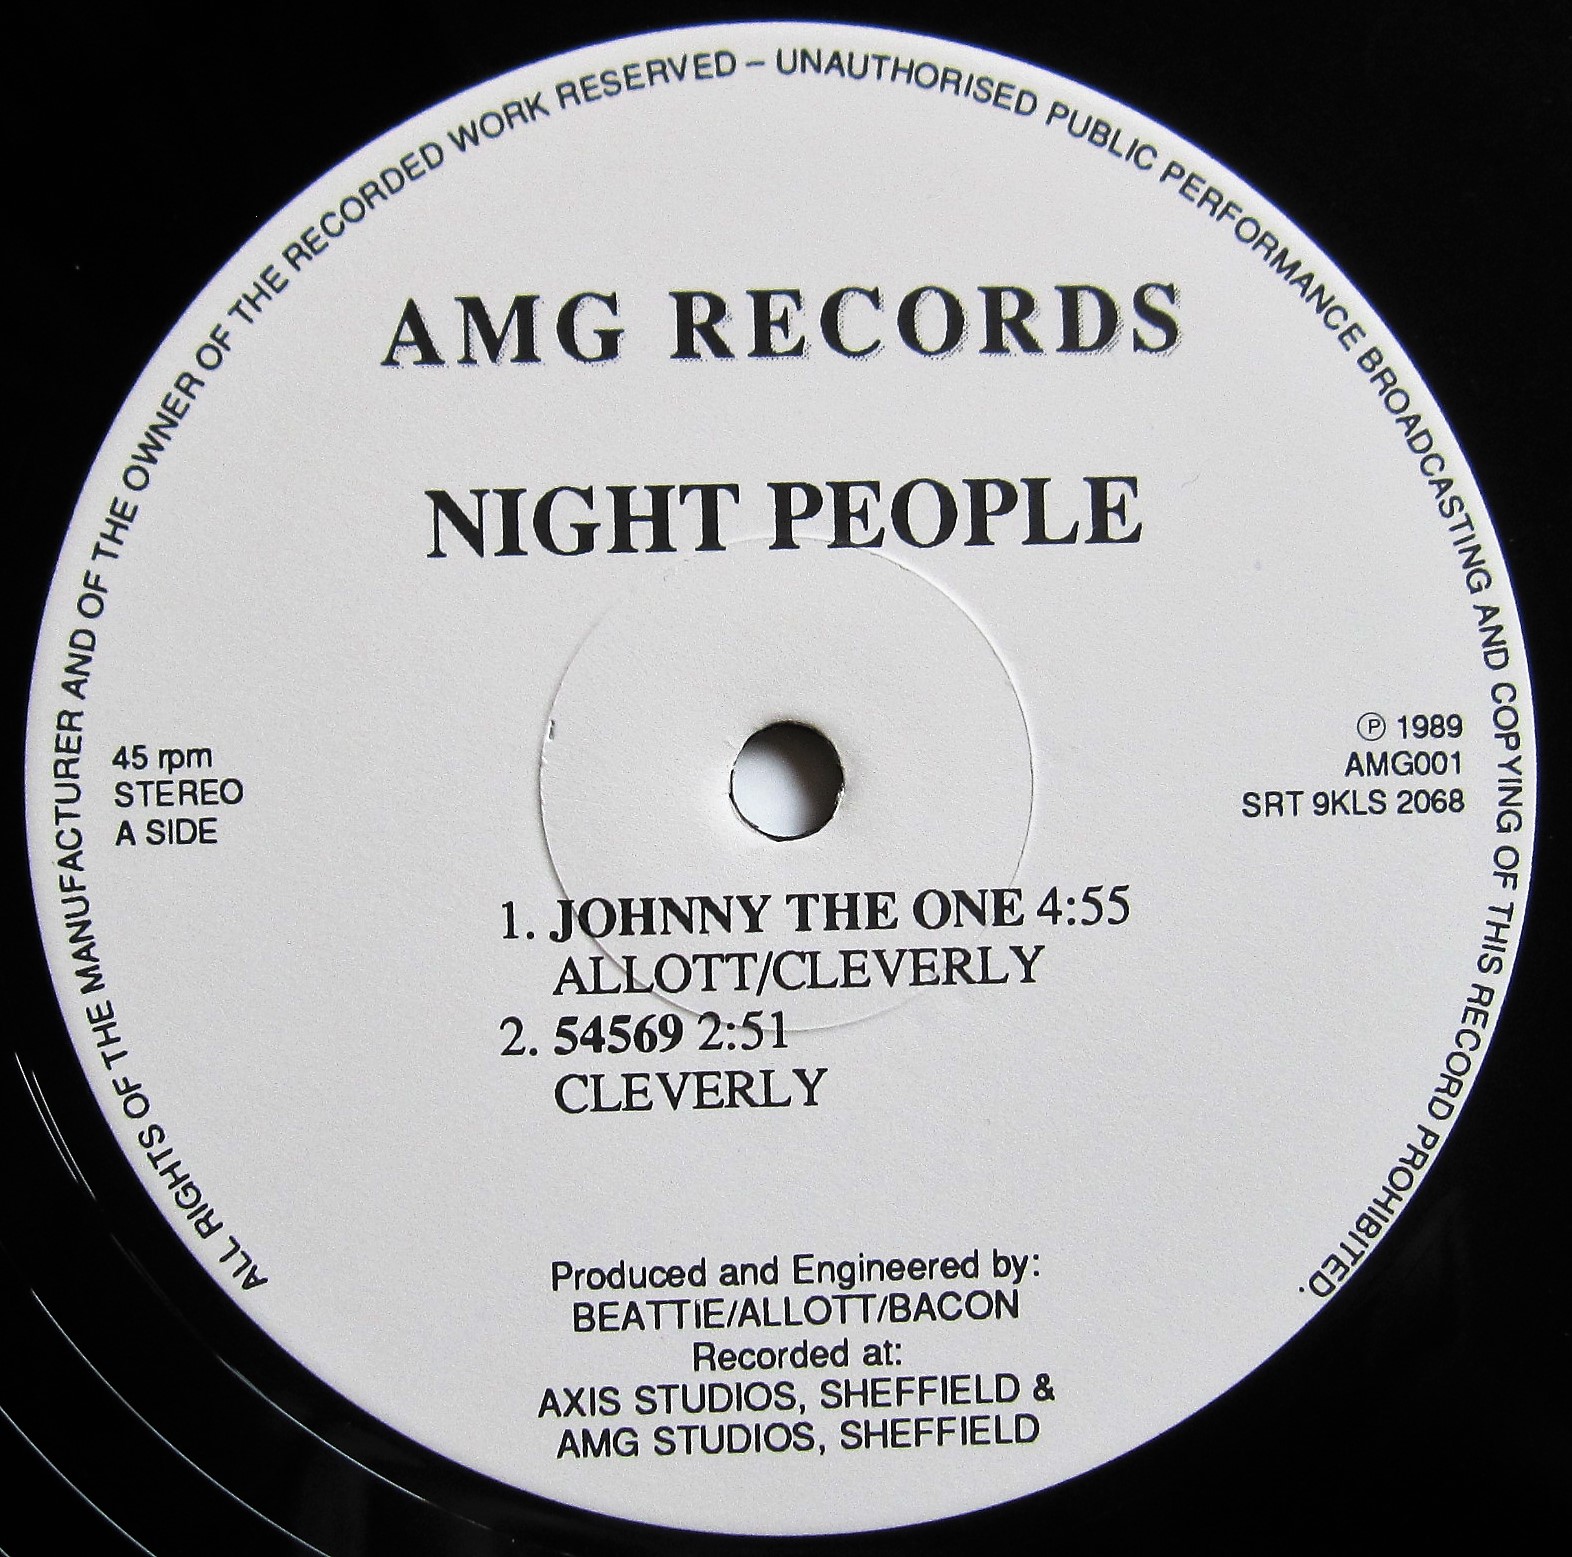 ALL RIGHTS OF THE MANUFACTURER AND OF THE OWNER OF THE RECORDED WORK RESERVED – UNAUTHORISED PUBLIC PERFORMANCE BROADCASTING AND COPYING OF THIS RECORD PROHIBITED.
AMG RECORDS
NIGHT PEOPLE
45 rpm
STEREO
A SIDE
℗ 1989
AMG001
SRT 9KLS 2068
1. JOHNNY THE ONE 4:55
ALLOTT/CLEVERLY
2. 54569 2:51
CLEVERLY
Produced and Engineered by:
BEATTIE/ALLOTT/BACON
Recorded at:
AXIS STUDIOS, SHEFFIELD &
AMG STUDIOS, SHEFFIELD